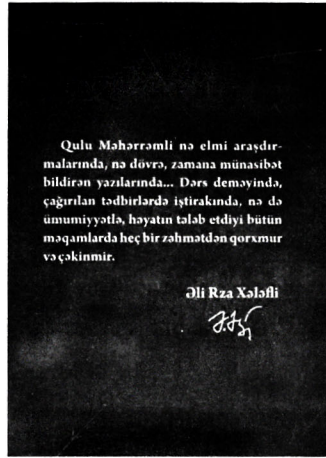 Qulu Məhərrəmli nə elmi araşdır-
malarında, nə dövrə, zamana münasibət
bildirən yazılarında... Dərs deməyində,
çağırılan tədbirlərdə iştirakında, nə də
ümumiyyətlə, həyatın tələb etdiyi bütün
məqamlarda heç bir zəhmətdən qorxmur
və çəkinmir.
Əli Rza Xələfli